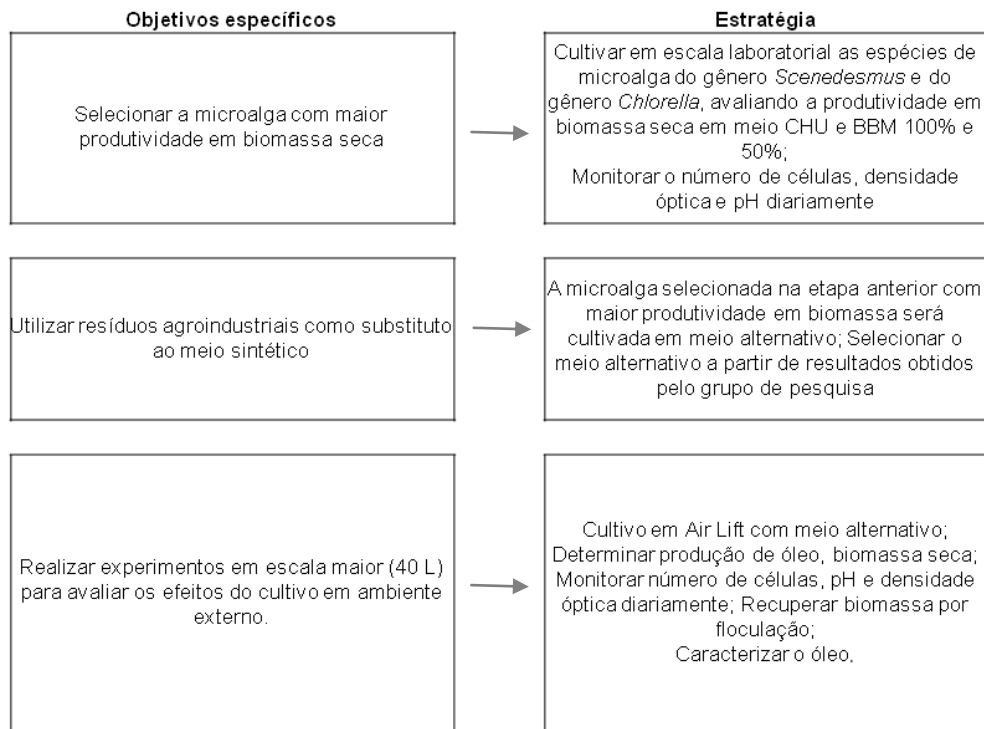 Objetivos específicos
Estratégia
Selecionar a microalga com maior
produtividade em biomassa seca
Cultivar em escala laboratorial as espécies de
microalga do gênero Scenedesmus e do
gênero Chlorella, avaliando a produtividade em
biomassa seca em meio CHU e BBM 100% e
50%;
Monitorar o número de células, densidade
óptica e pH diariamente
Utilizar resíduos agroindustriais como substituto
ao meio sintético
A microalga selecionada na etapa anterior com
maior produtividade em biomassa será
cultivada em meio alternativo; Selecionar o
meio alternativo a partir de resultados obtidos
pelo grupo de pesquisa
Realizar experimentos em escala maior (40 L)
para avaliar os efeitos do cultivo em ambiente
externo.
Cultivo em Air Lift com meio alternativo;
Determinar produção de óleo, biomassa seca;
Monitorar número de células, pH e densidade
óptica diariamente; Recuperar biomassa por
floculação;
Caracterizar o óleo.